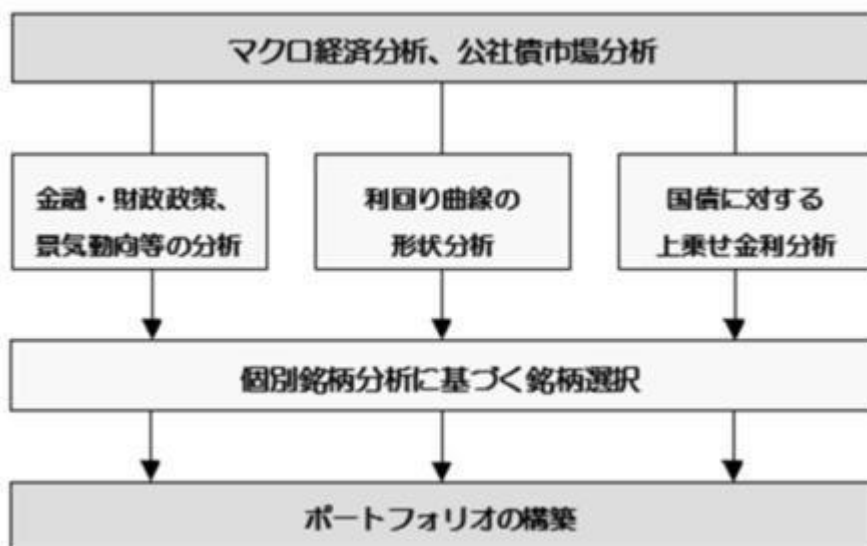 マクロ経済分析、公社債市場分析
金融・財政政策、
景気動向等の分析
利回り曲線の
形状分析
国債に対する
上乗せ金利分析
個別銘柄分析に基づく銘柄選択
ポートフォリオの構築